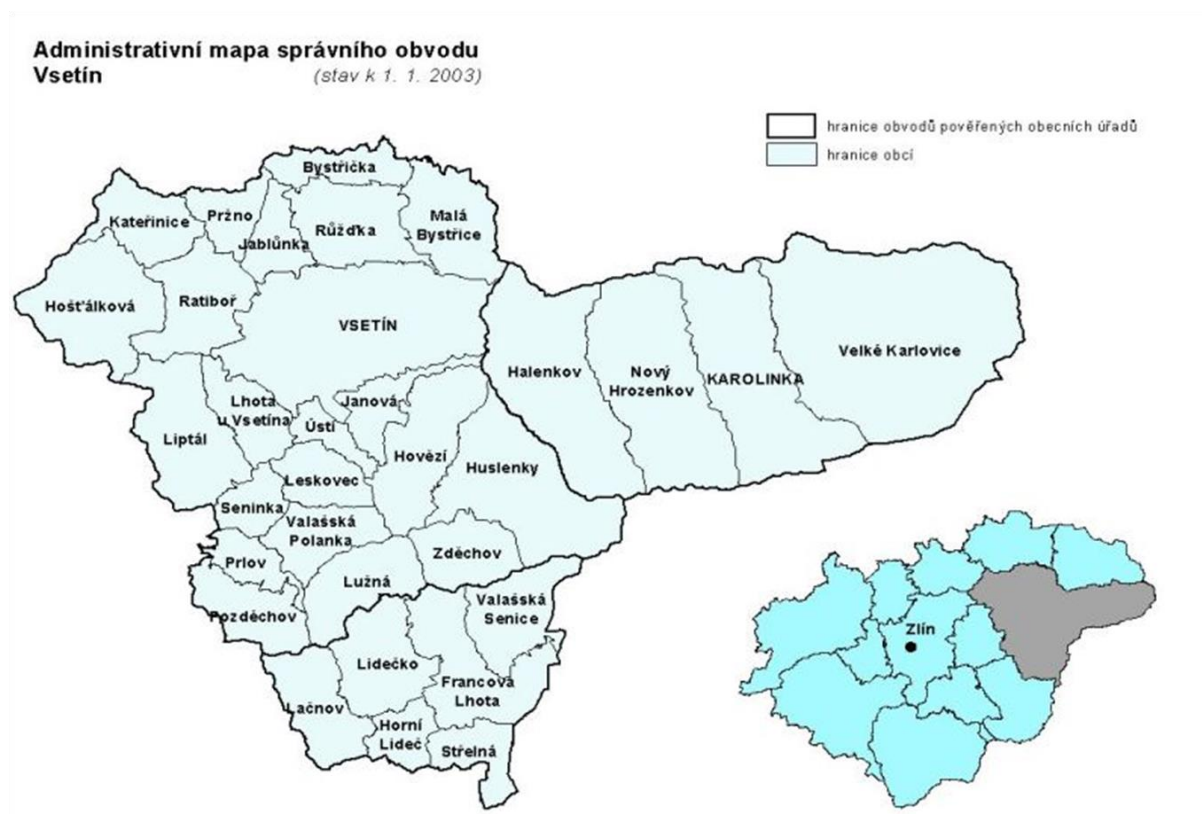 Administrativní mapa správního obvodu
Vsetín (stav k 1. 1. 2003)
hranice obvodů pověřených obecních úřadů
hranice obcí
Bystřička
Kateřinice
Pržno
Jablůnka
Růžďka
Malá
Bystřice
Hošťálková
Ratiboř
VSETÍN
Halenkov
Nový
Hrozenkov
KAROLINKA
Velké Karlovice
Liptál
Lhota
u Vsetína
Ústí
Janová
Hovězí
Huslenky
Leskovec
Seninka
Valašská
Polanka
Prlov
Zděchov
Lužná
Pozděchov
Valašská
Senice
Lidečko
Francova
Lhota
Lačnov
Horní
Lideč
Střelná
Zlín